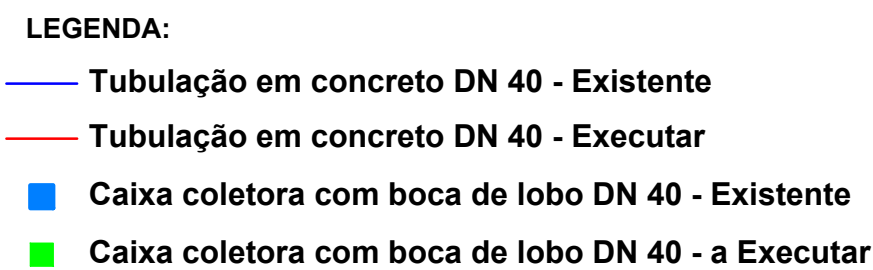 LEGENDA:
Tubulação em concreto DN 40 - Existente
Tubulação em concreto DN 40 - Executar
Caixa coletora com boca de lobo DN 40 - Existente
Caixa coletora com boca de lobo DN 40 - a Executar